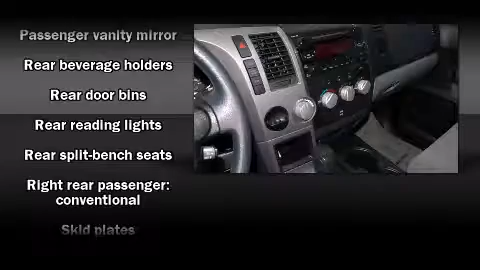 Passenger vanity mirror
Rear beverage holders
Rear door bins
Rear reading lights
Rear split-bench seats
Right rear passenger:
conventional
Skid plates